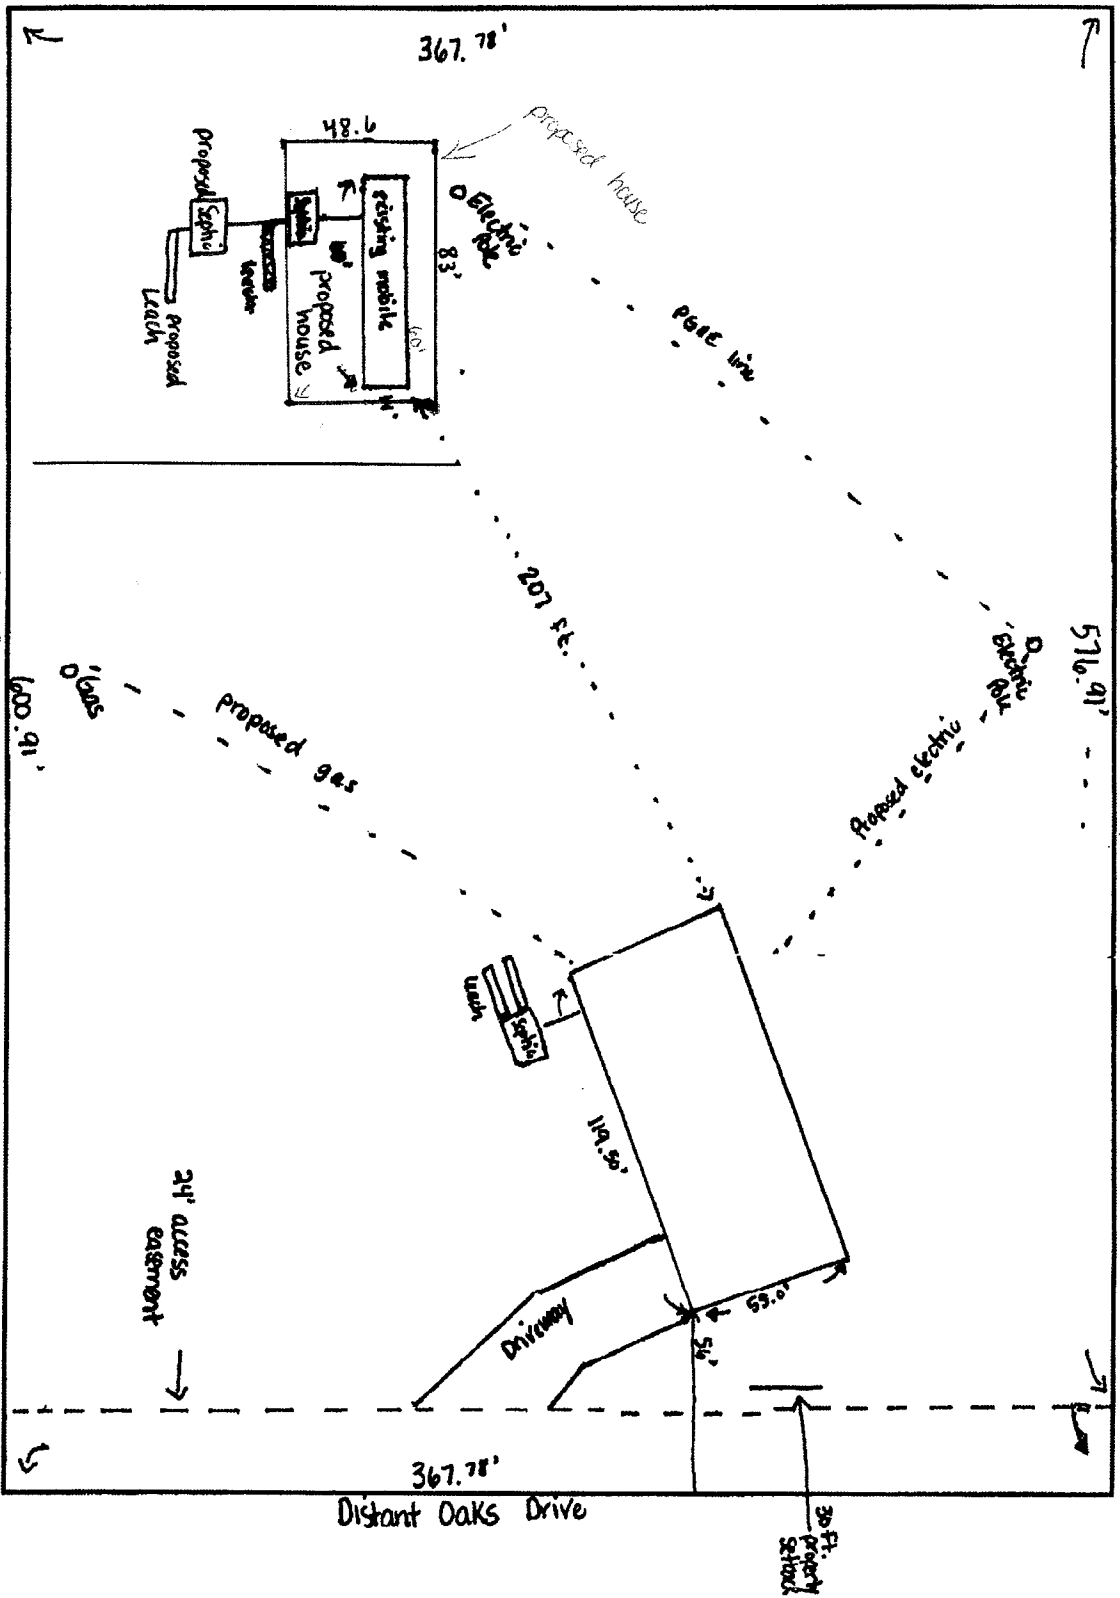 367.78'
proposed house
48.6
83'
Electric
Pole
existing mobile
60'
14'
60'
proposed
house
Septic
Proposed Septic
Proposed
Leach
PG&E line
207 ft.
Electric
Pole
576.91'
Proposed electric
Gas
600.91'
proposed gas
Leach
Septic
119.50'
59.0'
56'
Driveway
24' access
easement
367.78'
Distant Oaks Drive
30 Ft.
property
setback